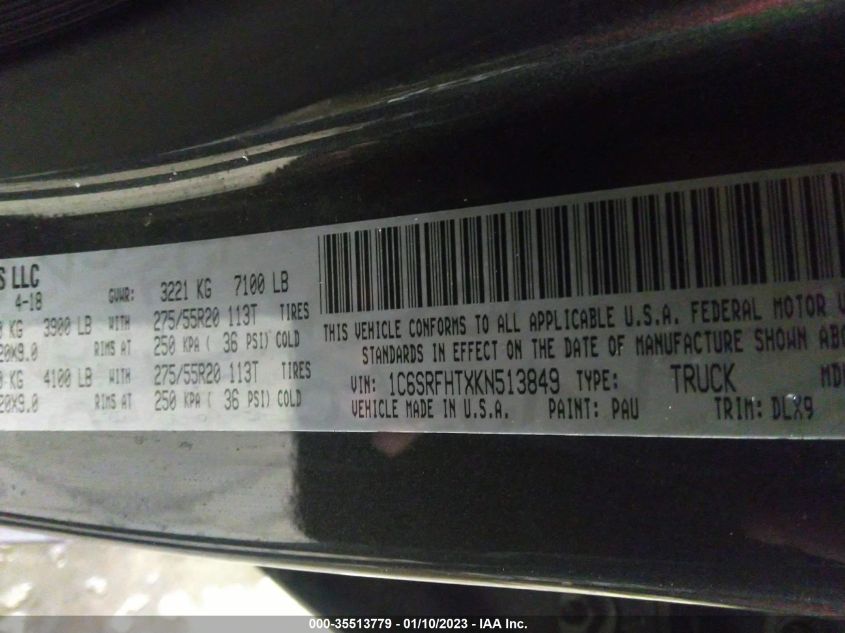 S LLC
4-18 GVWR: 3221 KG 7100 LB
KG 3900 LB WITH 275/55R20 113T TIRES
20X9.0 RIMS AT 250 KPA ( 36 PSI) COLD
KG 4100 LB WITH 275/55R20 113T TIRES
20X9.0 RIMS AT 250 KPA ( 36 PSI) COLD
THIS VEHICLE CONFORMS TO ALL APPLICABLE U.S.A. FEDERAL MOTOR V
STANDARDS IN EFFECT ON THE DATE OF MANUFACTURE SHOWN ABO
VIN: 1C6SRFHTXKN513849 TYPE: TRUCK MD
VEHICLE MADE IN U.S.A. PAINT: PAU TRIM: DLX9
000-35513779 - 01/10/2023 - IAA Inc.